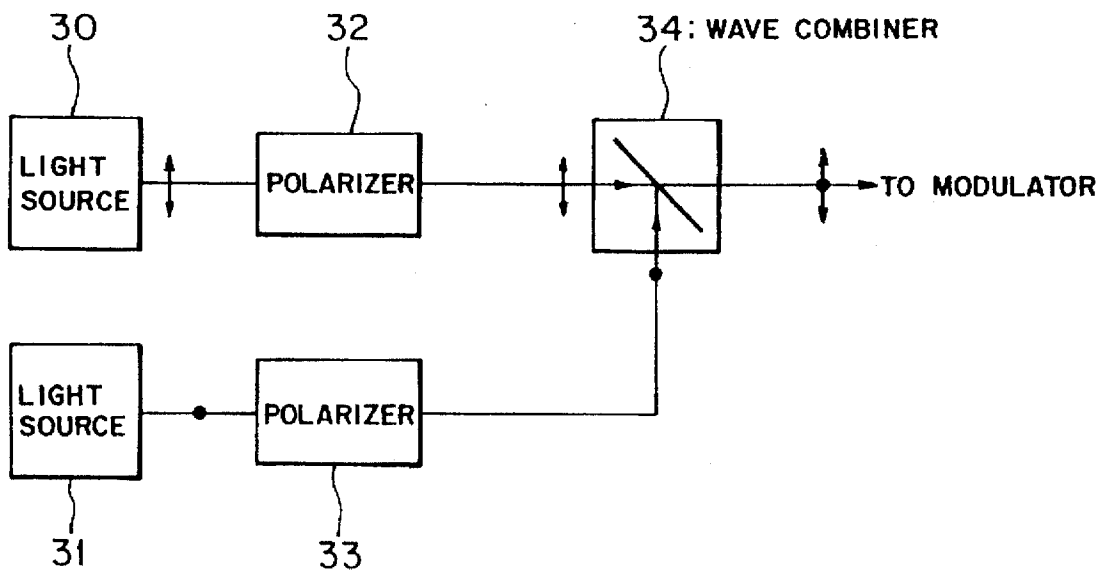 30
32
34: WAVE COMBINER
LIGHT
SOURCE
POLARIZER
TO MODULATOR
LIGHT
SOURCE
POLARIZER
31
33